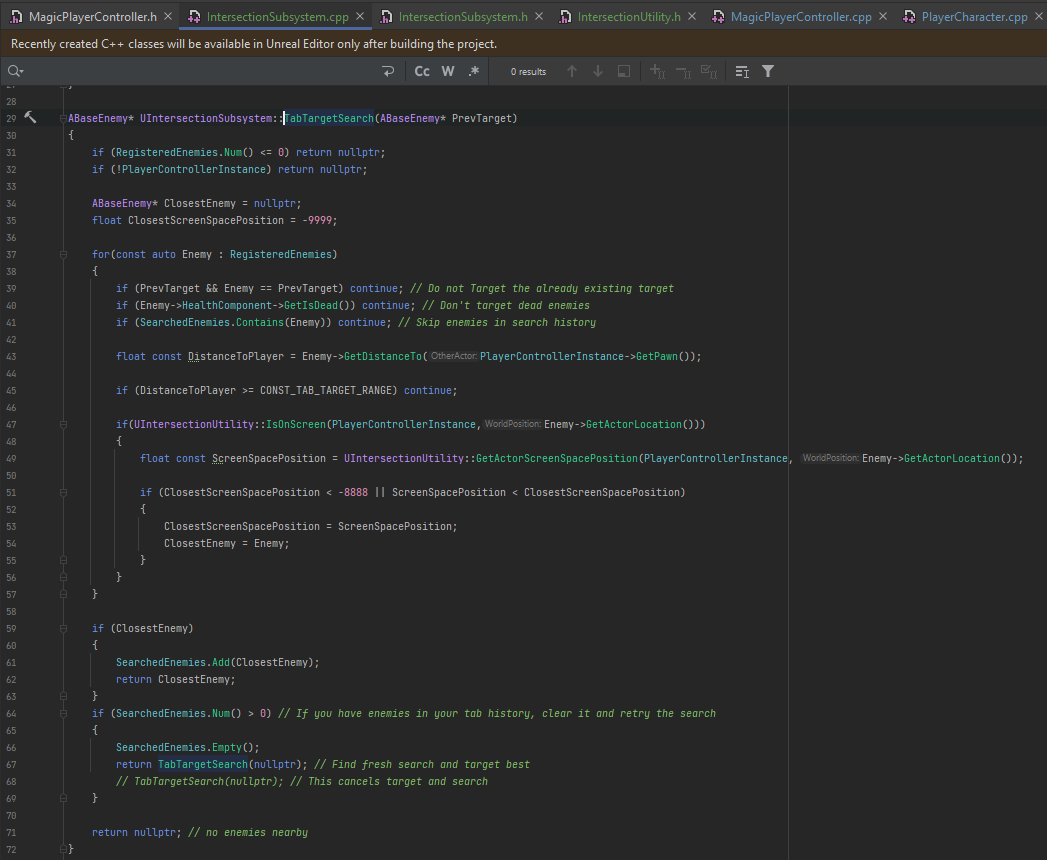 MagicPlayerController.h IntersectionSubsystem.cpp IntersectionSubsystem.h IntersectionUtility.h MagicPlayerController.cpp PlayerCharacter.cpp
Recently created C++ classes will be available in Unreal Editor only after building the project.
Cc W .* 0 results
28
29 ABaseEnemy* UIntersectionSubsystem::TabTargetSearch(ABaseEnemy* PrevTarget)
30 {
31 if (RegisteredEnemies.Num() <= 0) return nullptr;
32 if (!PlayerControllerInstance) return nullptr;
33
34 ABaseEnemy* ClosestEnemy = nullptr;
35 float ClosestScreenSpacePosition = -9999;
36
37 for(const auto Enemy : RegisteredEnemies)
38 {
39 if (PrevTarget && Enemy == PrevTarget) continue; // Do not Target the already existing target
40 if (Enemy->HealthComponent->GetIsDead()) continue; // Don't target dead enemies
41 if (SearchedEnemies.Contains(Enemy)) continue; // Skip enemies in search history
42
43 float const DistanceToPlayer = Enemy->GetDistanceTo( OtherActor: PlayerControllerInstance->GetPawn());
44
45 if (DistanceToPlayer >= CONST_TAB_TARGET_RANGE) continue;
46
47 if(UIntersectionUtility::IsOnScreen(PlayerControllerInstance, WorldPosition: Enemy->GetActorLocation()))
48 {
49 float const ScreenSpacePosition = UIntersectionUtility::GetActorScreenSpacePosition(PlayerControllerInstance, WorldPosition: Enemy->GetActorLocation());
50
51 if (ClosestScreenSpacePosition < -8888 || ScreenSpacePosition < ClosestScreenSpacePosition)
52 {
53 ClosestScreenSpacePosition = ScreenSpacePosition;
54 ClosestEnemy = Enemy;
55 }
56 }
57 }
58
59 if (ClosestEnemy)
60 {
61 SearchedEnemies.Add(ClosestEnemy);
62 return ClosestEnemy;
63 }
64 if (SearchedEnemies.Num() > 0) // If you have enemies in your tab history, clear it and retry the search
65 {
66 SearchedEnemies.Empty();
67 return TabTargetSearch(nullptr); // Find fresh search and target best
68 // TabTargetSearch(nullptr); // This cancels target and search
69 }
70
71 return nullptr; // no enemies nearby
72 }